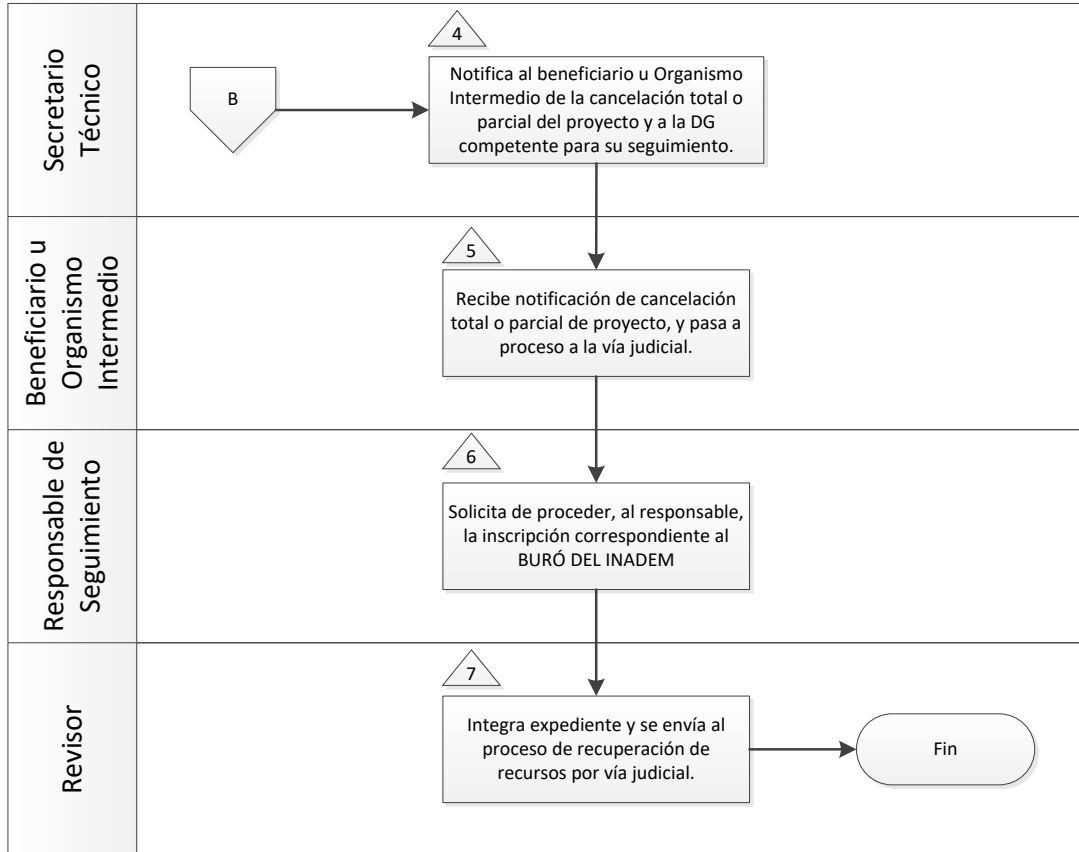 Secretario
Técnico
B
4
Notifica al beneficiario u Organismo
Intermedio de la cancelación total o
parcial del proyecto y a la DG
competente para su seguimiento.
Beneficiario u
Organismo
Intermedio
5
Recibe notificación de cancelación
total o parcial de proyecto, y pasa a
proceso a la vía judicial.
Responsable de
Seguimiento
6
Solicita de proceder, al responsable,
la inscripción correspondiente al
BURÓ DEL INADEM
Revisor
7
Integra expediente y se envía al
proceso de recuperación de
recursos por vía judicial.
Fin